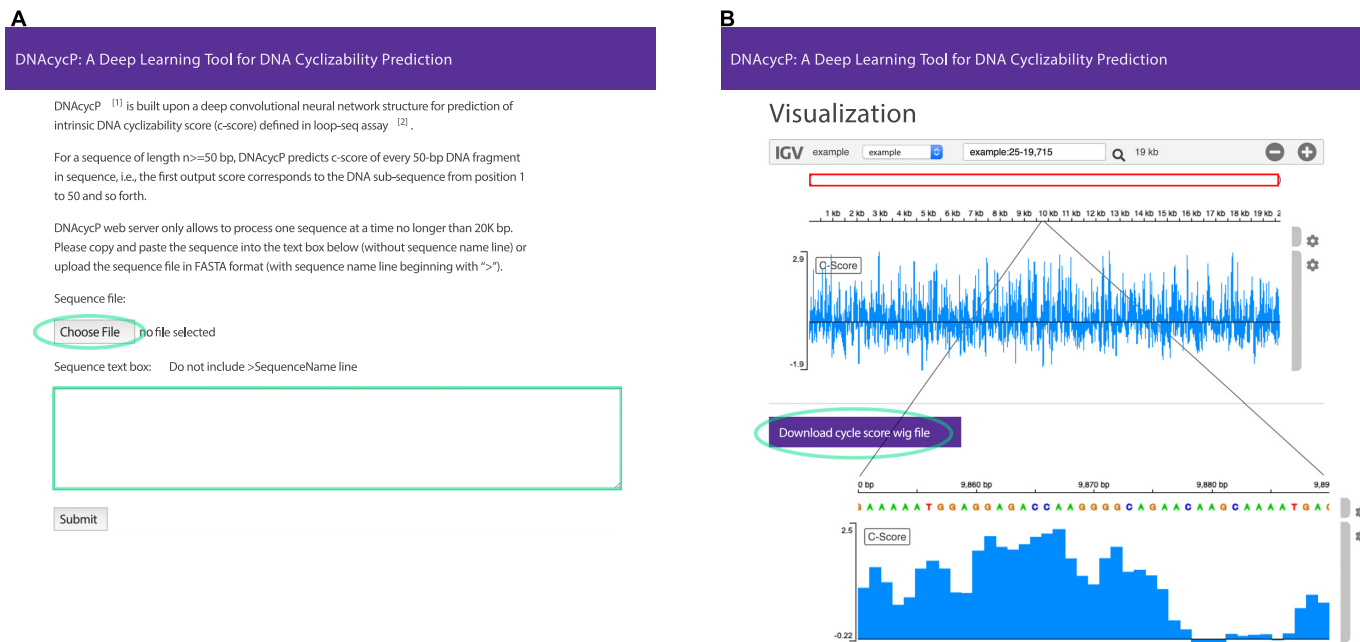 A
DNAcycP: A Deep Learning Tool for DNA Cyclizability Prediction
DNAcycP [1] is built upon a deep convolutional neural network structure for prediction of
intrinsic DNA cyclizability score (c-score) defined in loop-seq assay [2] .
For a sequence of length n>=50 bp, DNAcycP predicts c-score of every 50-bp DNA fragment
in sequence, i.e., the first output score corresponds to the DNA sub-sequence from position 1
to 50 and so forth.
DNAcycP web server only allows to process one sequence at a time no longer than 20K bp.
Please copy and paste the sequence into the text box below (without sequence name line) or
upload the sequence file in FASTA format (with sequence name line beginning with “>”).
Sequence file:
Choose File no file selected
Sequence text box: Do not include >SequenceName line
Submit
B
DNAcycP: A Deep Learning Tool for DNA Cyclizability Prediction
Visualization
IGV example example example:25-19,715 19 kb
1 kb 2 kb 3 kb 4 kb 5 kb 6 kb 7 kb 8 kb 9 kb 10 kb 11 kb 12 kb 13 kb 14 kb 15 kb 16 kb 17 kb 18 kb 19 kb 2
2.9
C-Score
-1.9
Download cycle score wig file
0 bp 9,860 bp 9,870 bp 9,880 bp 9,89
G A A A A A T G G A G G A G A C C A A G G G G C A G A A C A A G C A A A A T G A G
2.5
C-Score
-0.22